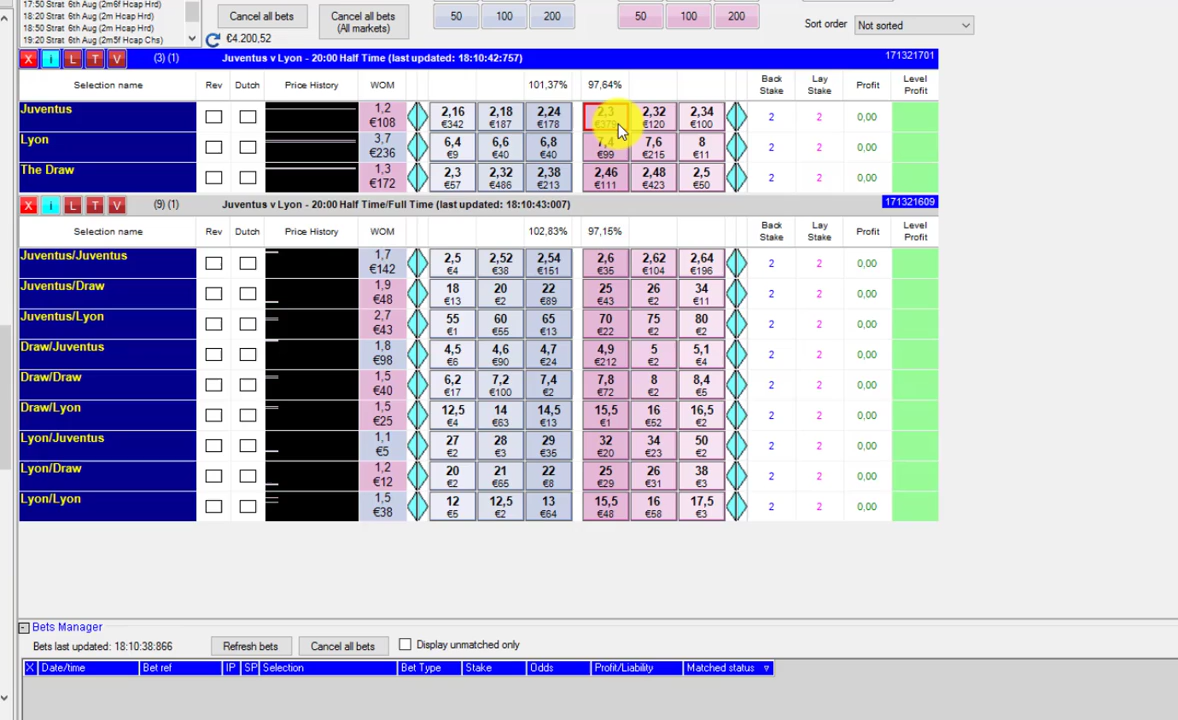 17:50 Strat 6th Aug (2m6f Hcap Hrd)
18:50 Strat 6th Aug (2m Hcap Hrd)
19:20 Strat 6th Aug (2m5f Hcap Chs)
Cancel all bets
Cancel all bets (All markets)
€4.200,52
50 100 200
50 100 200
Sort order Not sorted
X i L T V (3) (1) Juventus v Lyon - 20:00 Half Time (last updated: 18:10:42:757) 171321701
Selection name Rev Dutch Price History WOM 101,37% 97,64% Back Stake Lay Stake Profit Level Profit
Juventus 1,2 2,16 2,18 2,24 2,3 2,32 2,34
€108 €342 €187 €178 €379 €120 €100 2 2 0,00
Lyon 3,7 6,4 6,6 6,8 7,4 7,6 8
€236 €9 €40 €40 €99 €215 €11 2 2 0,00
The Draw 1,3 2,3 2,32 2,38 2,46 2,48 2,5
€172 €57 €486 €213 €111 €423 €50 2 2 0,00
X i L T V (9) (1) Juventus v Lyon - 20:00 Half Time/Full Time (last updated: 18:10:43:007) 171321609
Selection name Rev Dutch Price History WOM 102,83% 97,15% Back Stake Lay Stake Profit Level Profit
Juventus/Juventus 1,7 2,5 2,52 2,54 2,6 2,62 2,64
€142 €4 €38 €151 €35 €104 €196 2 2 0,00
Juventus/Draw 1,9 18 20 22 25 26 34
€48 €13 €2 €89 €43 €2 €11 2 2 0,00
Juventus/Lyon 2,7 55 60 65 70 75 80
€43 €1 €55 €13 €22 €2 €2 2 2 0,00
Draw/Juventus 1,8 4,5 4,6 4,7 4,9 5 5,1
€98 €6 €90 €24 €212 €2 €4 2 2 0,00
Draw/Draw 1,5 6,2 7,2 7,4 7,8 8 8,4
€40 €17 €100 €2 €72 €2 €5 2 2 0,00
Draw/Lyon 1,5 12,5 14 14,5 15,5 16 16,5
€25 €4 €63 €13 €1 €52 €2 2 2 0,00
Lyon/Juventus 1,1 27 28 29 32 34 50
€5 €2 €3 €35 €20 €23 €2 2 2 0,00
Lyon/Draw 1,2 20 21 22 25 26 38
€12 €2 €65 €8 €29 €31 €3 2 2 0,00
Lyon/Lyon 1,5 12 12,5 13 15,5 16 17,5
€38 €5 €2 €64 €48 €58 €3 2 2 0,00
Bets Manager
Bets last updated: 18:10:38:866 Refresh bets Cancel all bets Display unmatched only
X Date/time Bet ref IP SP Selection Bet Type Stake Odds Profit/Liability Matched status